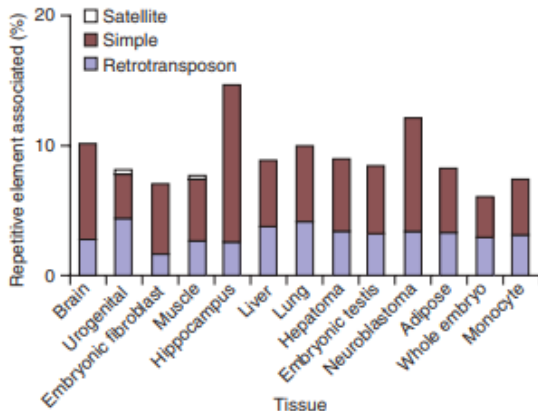 20
Satellite
Simple
Retrotransposon
Repetitive element associated (%)
10
0
Brain
Urogenital
Embryonic fibroblast
Muscle
Hippocampus
Liver
Lung
Hepatoma
Embryonic testis
Neuroblastoma
Adipose
Whole embryo
Monocyte
Tissue